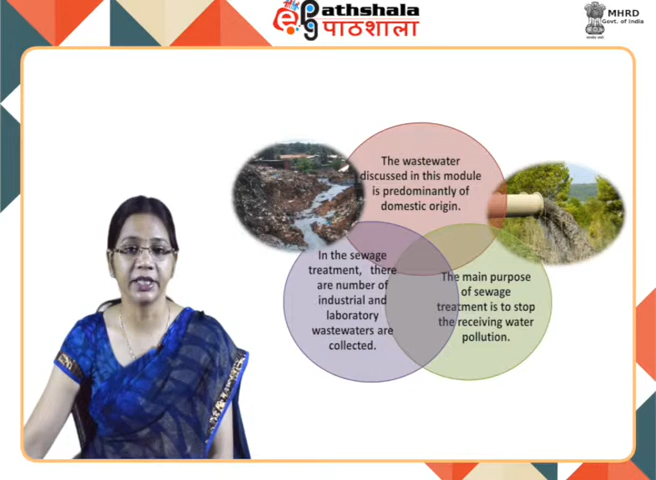 e Pathshala
पाठशाला
MHRD
Govt. of India
The wastewater
discussed in this module
is predominantly of
domestic origin.
In the sewage
treatment, there
are number of
industrial and
laboratory
wastewaters are
collected.
The main purpose
of sewage
treatment is to stop
the receiving water
pollution.